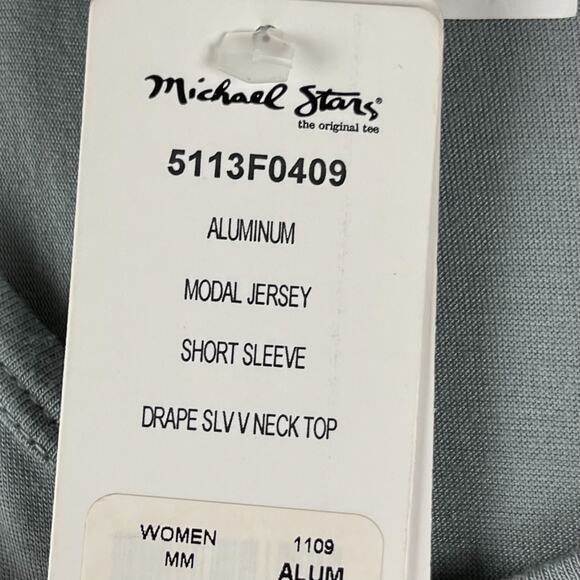 Michael Stars®
the original tee
5113F0409
ALUMINUM
MODAL JERSEY
SHORT SLEEVE
DRAPE SLV V NECK TOP
WOMEN 1109
MM ALUM